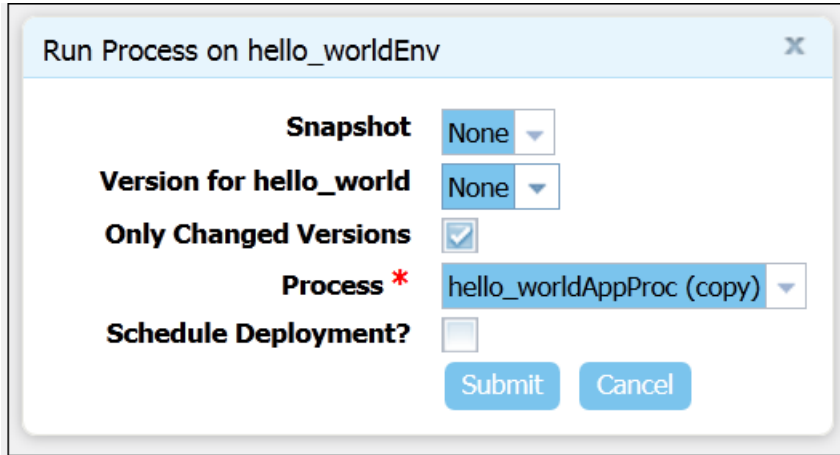 Run Process on hello_worldEnv x
Snapshot None
Version for hello_world None
Only Changed Versions
Process * hello_worldAppProc (copy)
Schedule Deployment?
Submit Cancel